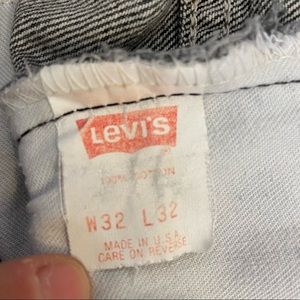 Levi's
100% COTTON
W32 L32
MADE IN U.S.A.
CARE ON REVERSE